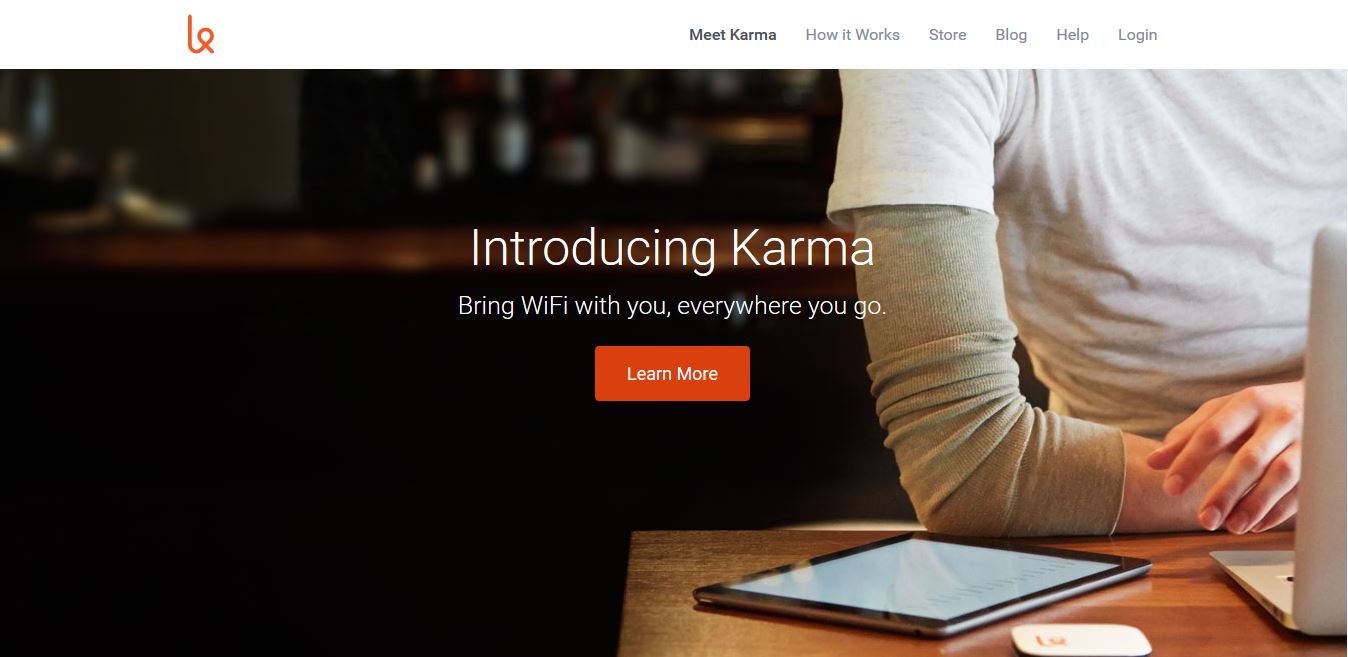 Meet Karma
How it Works
Store
Blog
Help
Login
Introducing Karma
Bring WiFi with you, everywhere you go.
Learn More